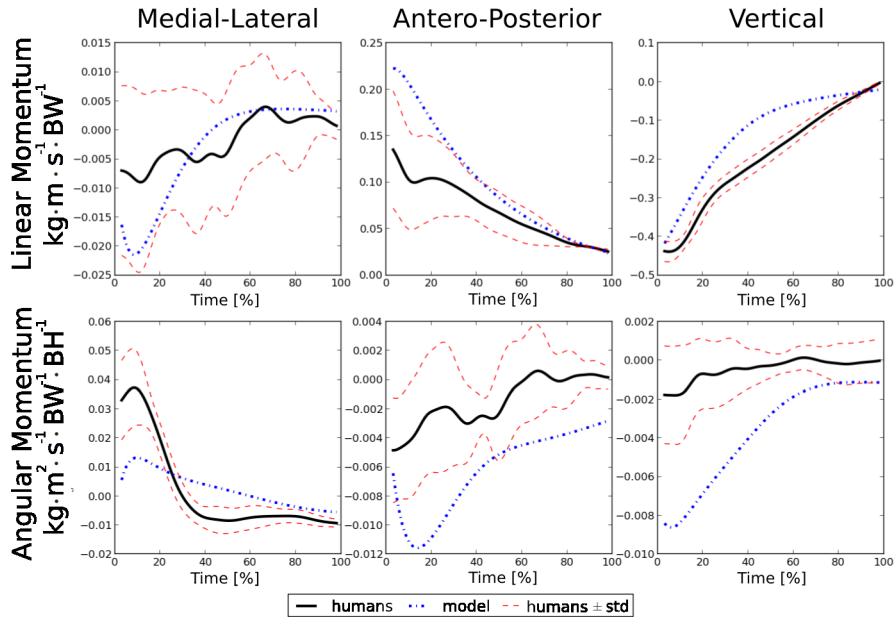 Medial-Lateral Antero-Posterior Vertical
Linear Momentum
kg·m·s⁻¹·BW⁻¹
0.015
0.010
0.005
0.000
−0.005
−0.010
−0.015
−0.020
−0.025
0 20 40 60 80 100
Time [%]
0.25
0.20
0.15
0.10
0.05
0.00
0 20 40 60 80 100
Time [%]
0.0
−0.1
−0.2
−0.3
−0.4
−0.5
0 20 40 60 80 100
Time [%]
Angular Momentum
kg·m²·s⁻¹·BW⁻¹·BH⁻¹
0.06
0.05
0.04
0.03
0.02
0.01
0.00
−0.01
−0.02
0 20 40 60 80 100
Time [%]
0.004
0.002
0.000
−0.002
−0.004
−0.006
−0.008
−0.010
−0.012
0 20 40 60 80 100
Time [%]
0.002
0.000
−0.002
−0.004
−0.006
−0.008
−0.010
0 20 40 60 80 100
Time [%]
humans model humans ± std